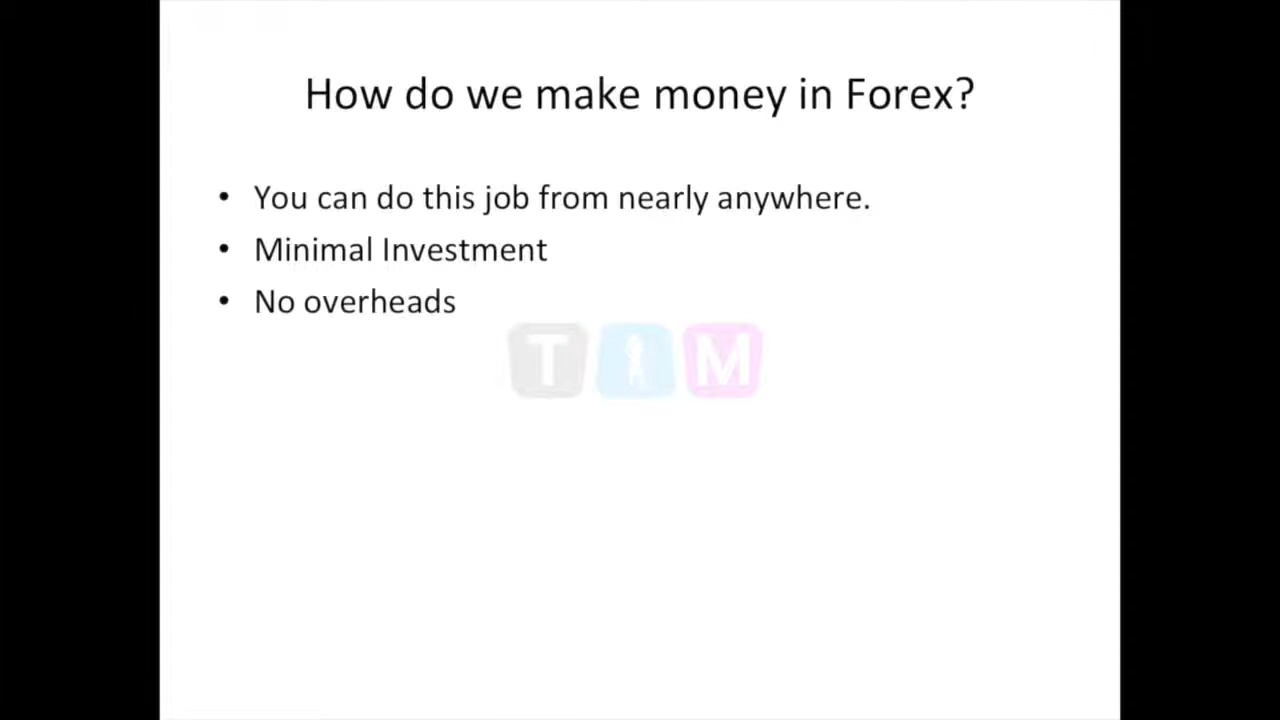 How do we make money in Forex?
• You can do this job from nearly anywhere.
• Minimal Investment
• No overheads
T M